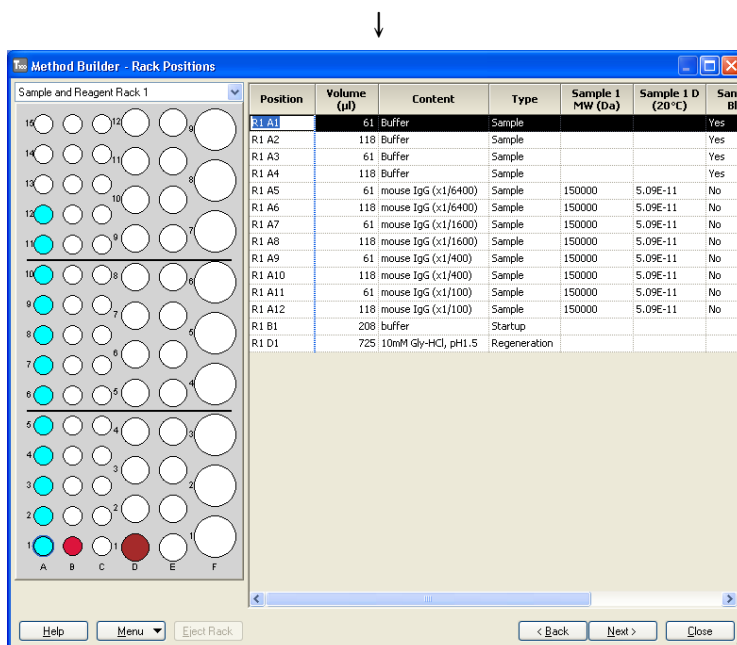 ↓
T100 Method Builder - Rack Positions
Sample and Reagent Rack 1
Position Volume (µl) Content Type Sample 1 MW (Da) Sample 1 D (20°C) San Bl
R1 A1 61 Buffer Sample Yes
R1 A2 118 Buffer Sample Yes
R1 A3 61 Buffer Sample Yes
R1 A4 118 Buffer Sample Yes
R1 A5 61 mouse IgG (x1/6400) Sample 150000 5.09E-11 No
R1 A6 118 mouse IgG (x1/6400) Sample 150000 5.09E-11 No
R1 A7 61 mouse IgG (x1/1600) Sample 150000 5.09E-11 No
R1 A8 118 mouse IgG (x1/1600) Sample 150000 5.09E-11 No
R1 A9 61 mouse IgG (x1/400) Sample 150000 5.09E-11 No
R1 A10 118 mouse IgG (x1/400) Sample 150000 5.09E-11 No
R1 A11 61 mouse IgG (x1/100) Sample 150000 5.09E-11 No
R1 A12 118 mouse IgG (x1/100) Sample 150000 5.09E-11 No
R1 B1 208 buffer Startup
R1 D1 725 10mM Gly-HCl, pH1.5 Regeneration
15 12 9
14 11
13 10 8
12
11 9 7
10 8 6
9 7
8 5
7 6
6 5 4
5 4 3
4
3 3 2
2 2
1 1 1
A B C D E F
Help Menu Eject Rack < Back Next > Close